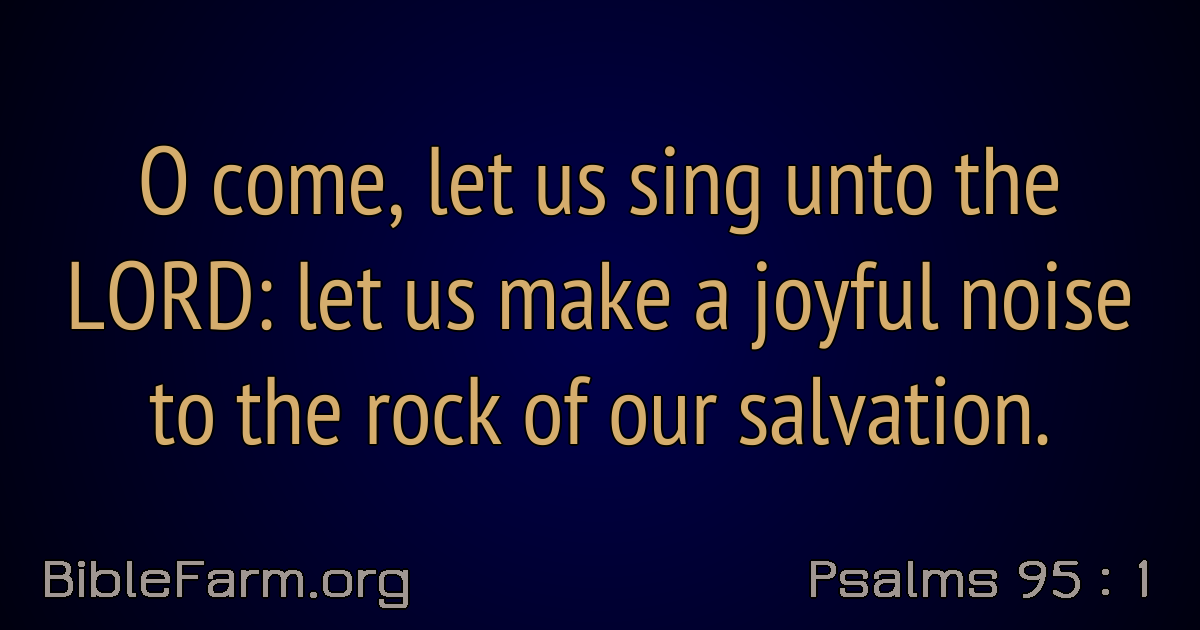 O come, let us sing unto the
LORD: let us make a joyful noise
to the rock of our salvation.
BibleFarm.org
Psalms 95 : 1